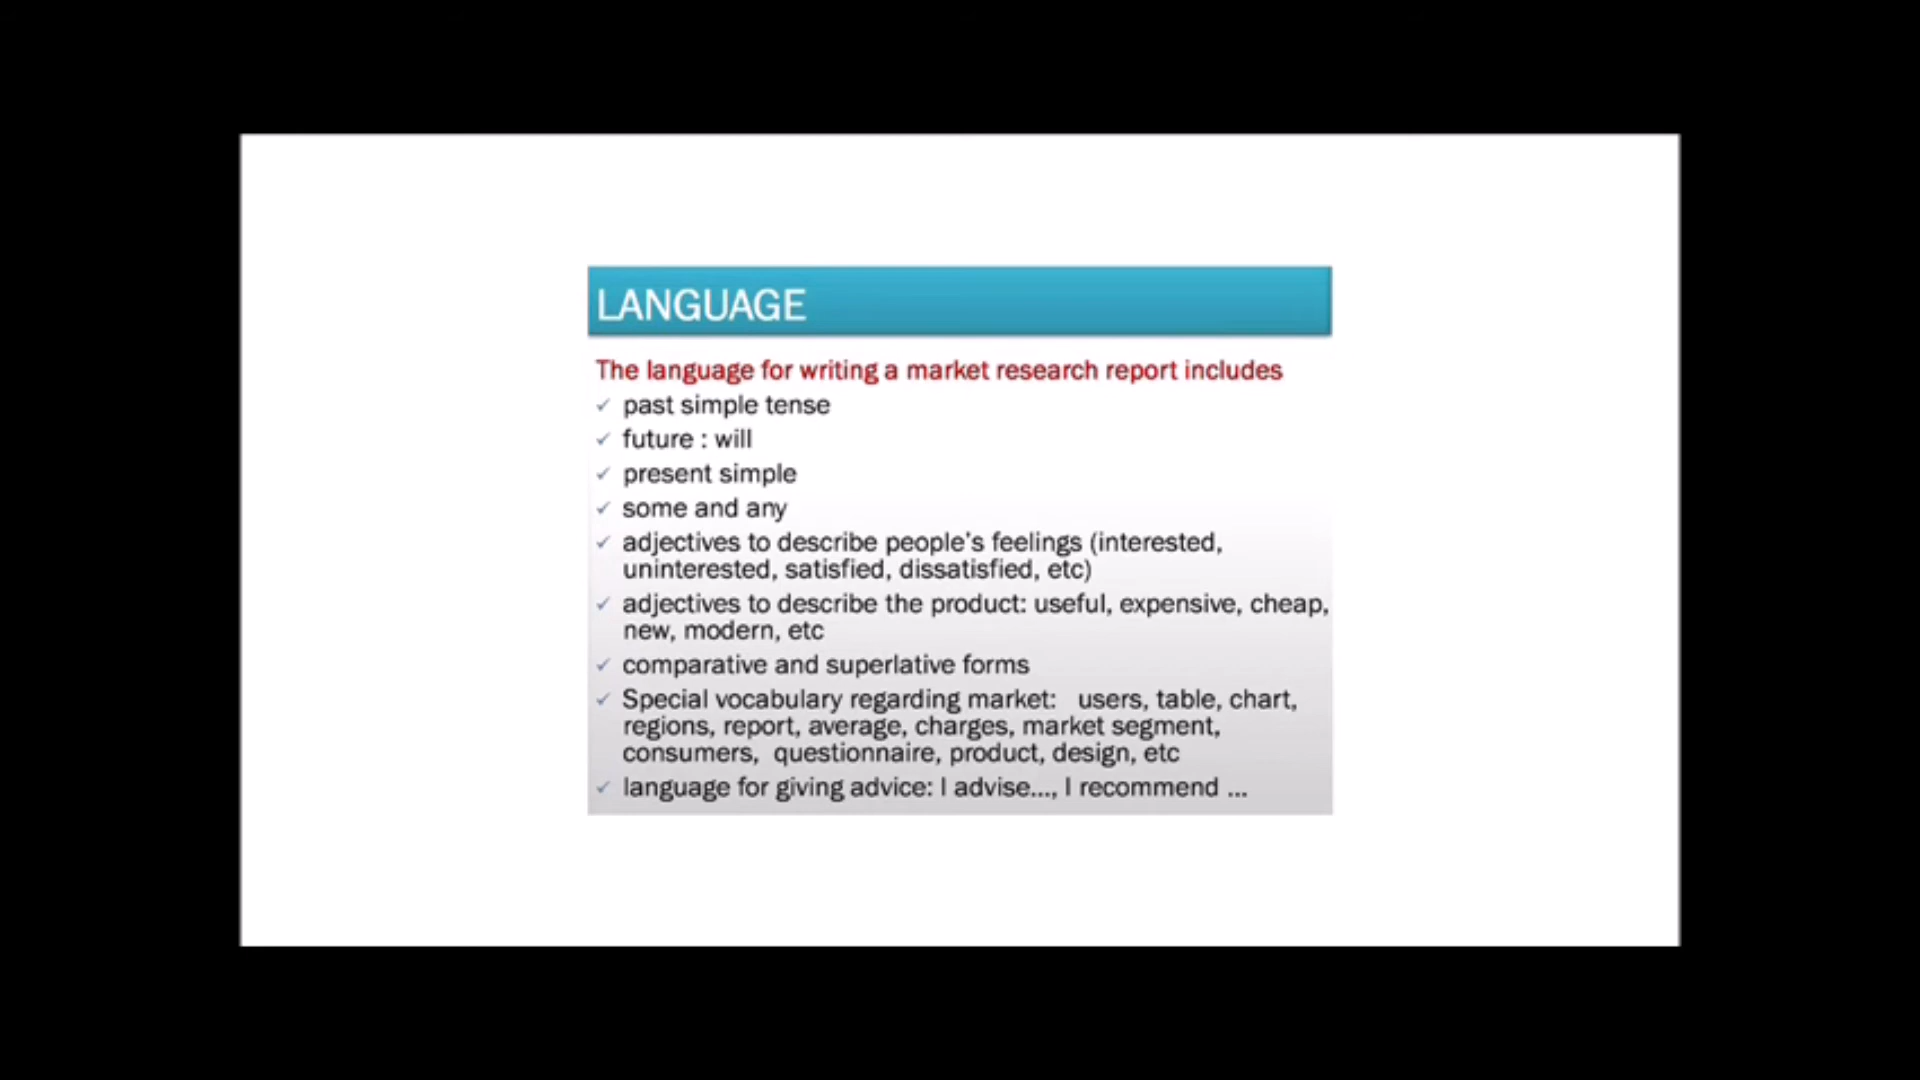 LANGUAGE
The language for writing a market research report includes
✓ past simple tense
✓ future : will
✓ present simple
✓ some and any
✓ adjectives to describe people’s feelings (interested,
uninterested, satisfied, dissatisfied, etc)
✓ adjectives to describe the product: useful, expensive, cheap,
new, modern, etc
✓ comparative and superlative forms
✓ Special vocabulary regarding market: users, table, chart,
regions, report, average, charges, market segment,
consumers, questionnaire, product, design, etc
✓ language for giving advice: I advise..., I recommend ...